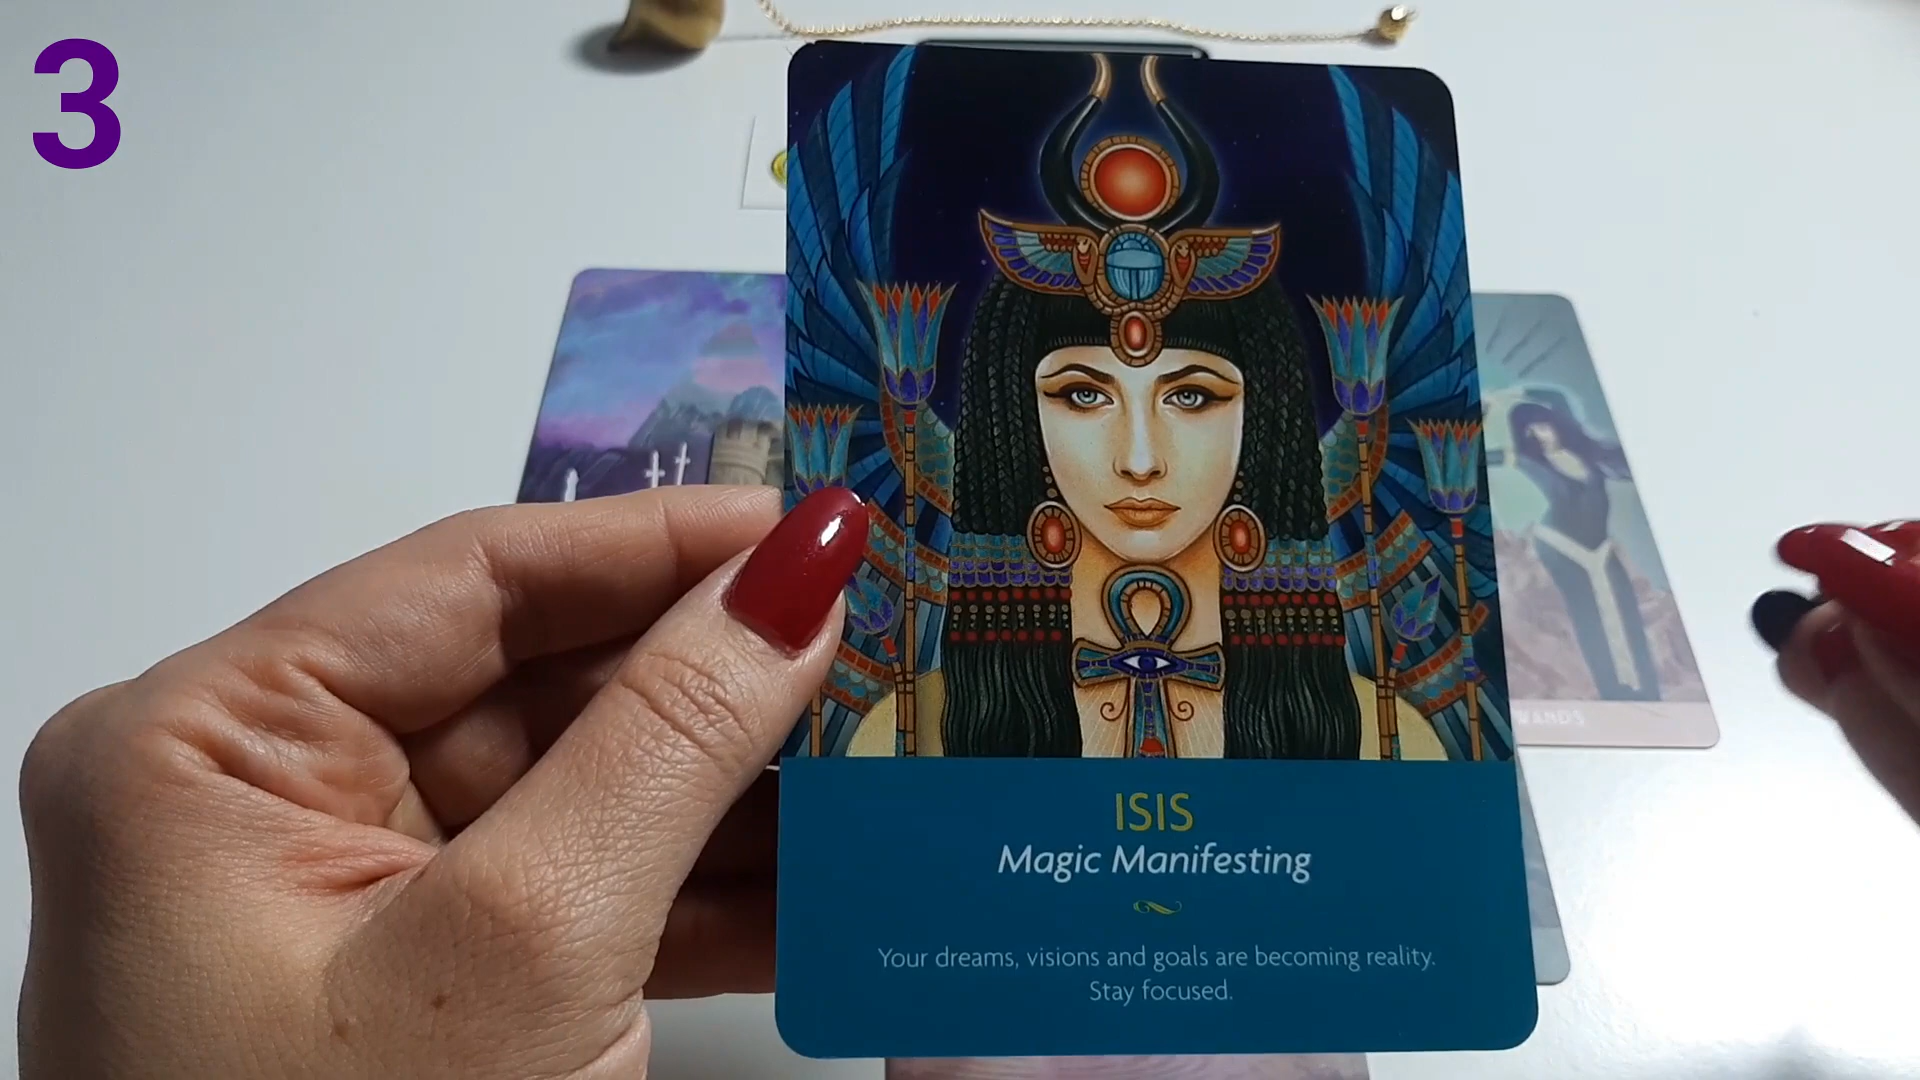 3
ISIS
Magic Manifesting
Your dreams, visions and goals are becoming reality.
Stay focused.
WANDS